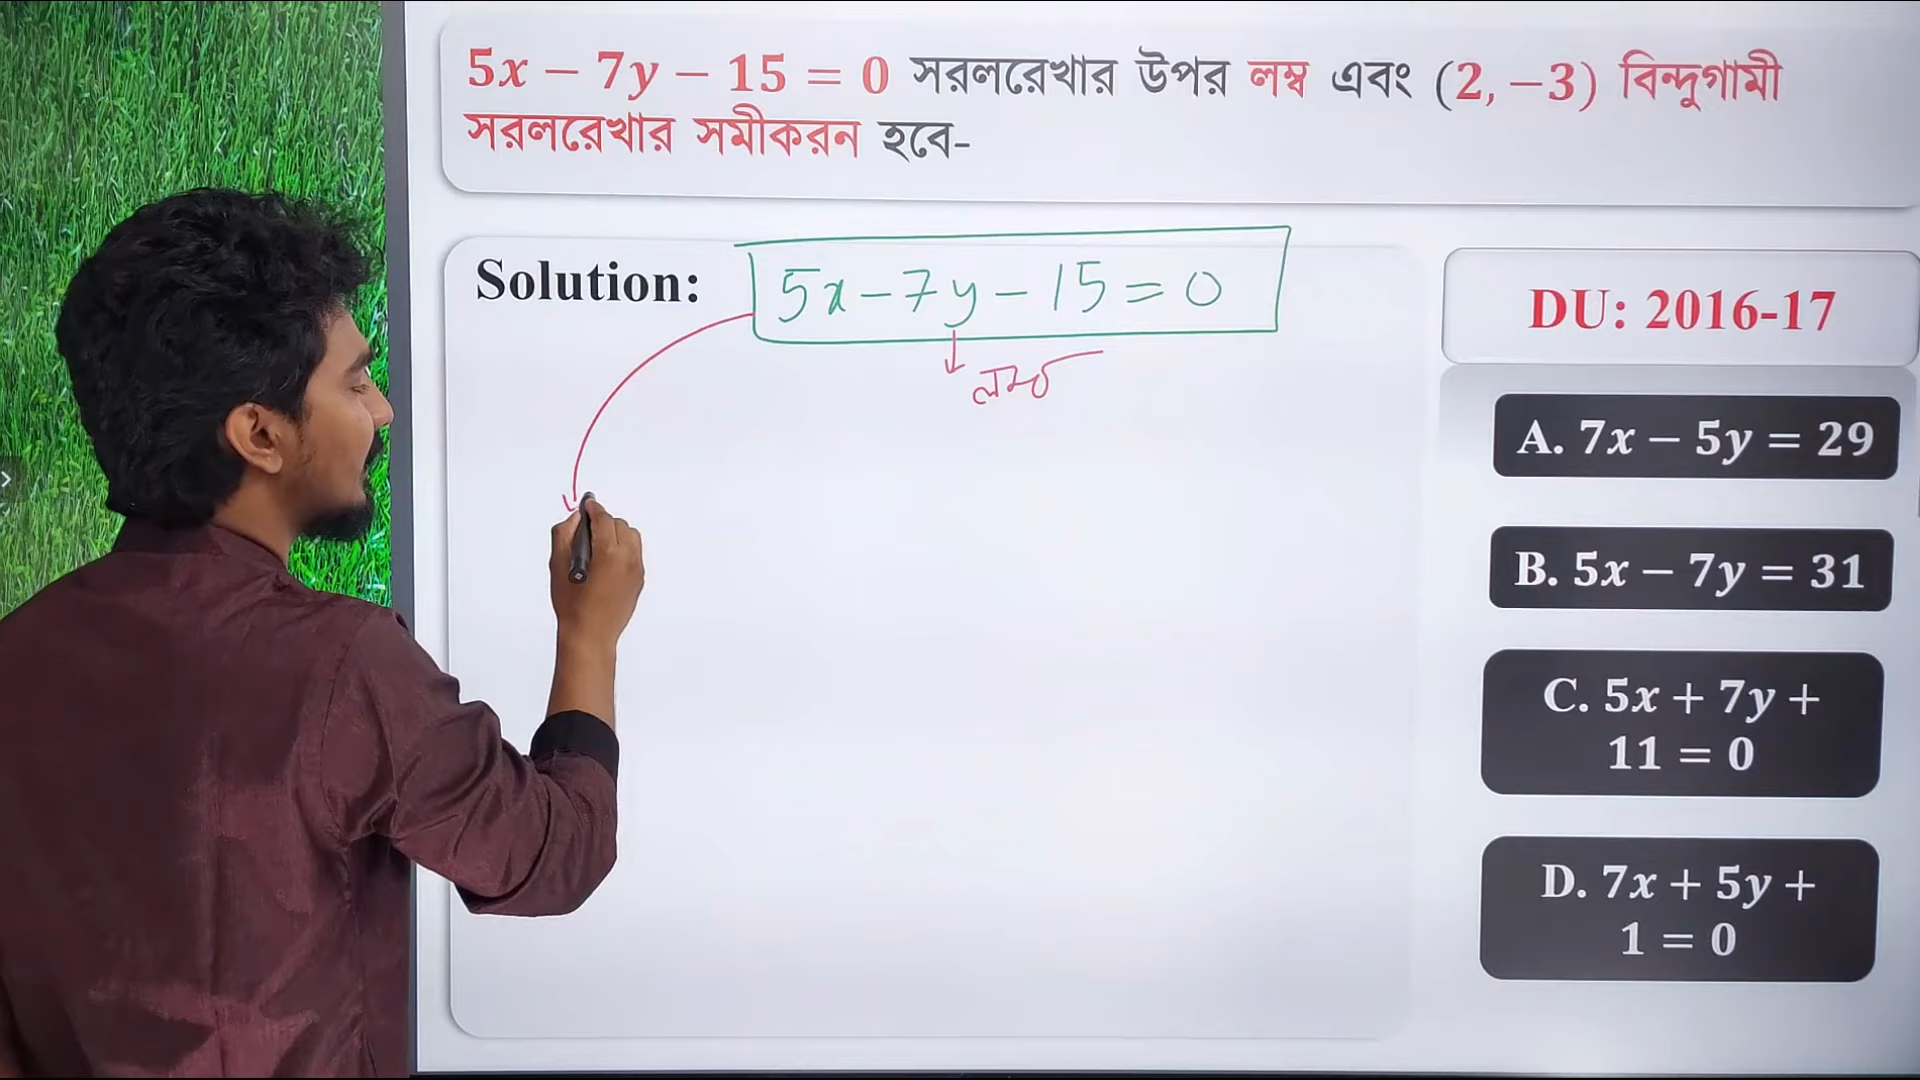 5x − 7y − 15 = 0 সরলরেখার উপর লম্ব এবং (2, −3) বিন্দুগামী
সরলরেখার সমীকরন হবে-
Solution:
5x − 7y − 15 = 0
লম্ব
DU: 2016-17
A. 7x − 5y = 29
B. 5x − 7y = 31
C. 5x + 7y +
11 = 0
D. 7x + 5y +
1 = 0